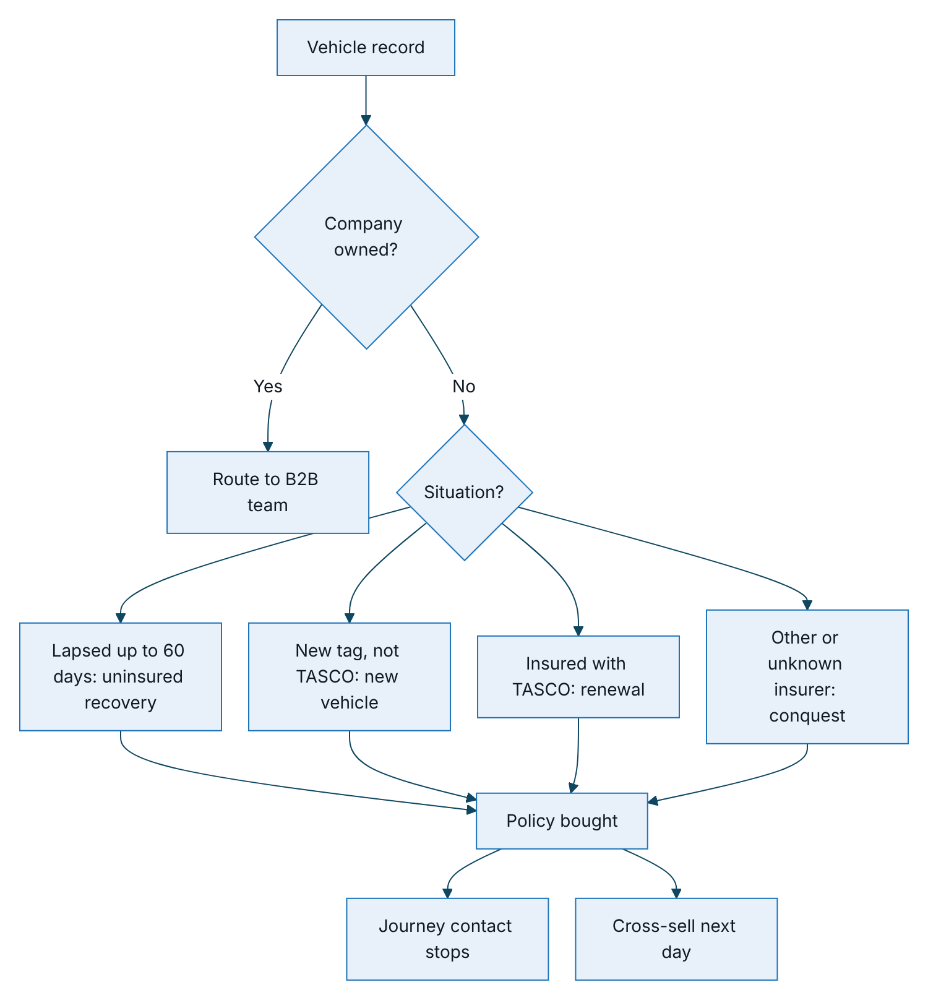 Vehicle record
Company
owned?
Yes
No
Route to B2B
team
Situation?
Lapsed up to 60
days: uninsured
recovery
New tag, not
TASCO: new
vehicle
Insured with
TASCO: renewal
Other or
unknown
insurer:
conquest
Policy bought
Journey contact
stops
Cross-sell next
day